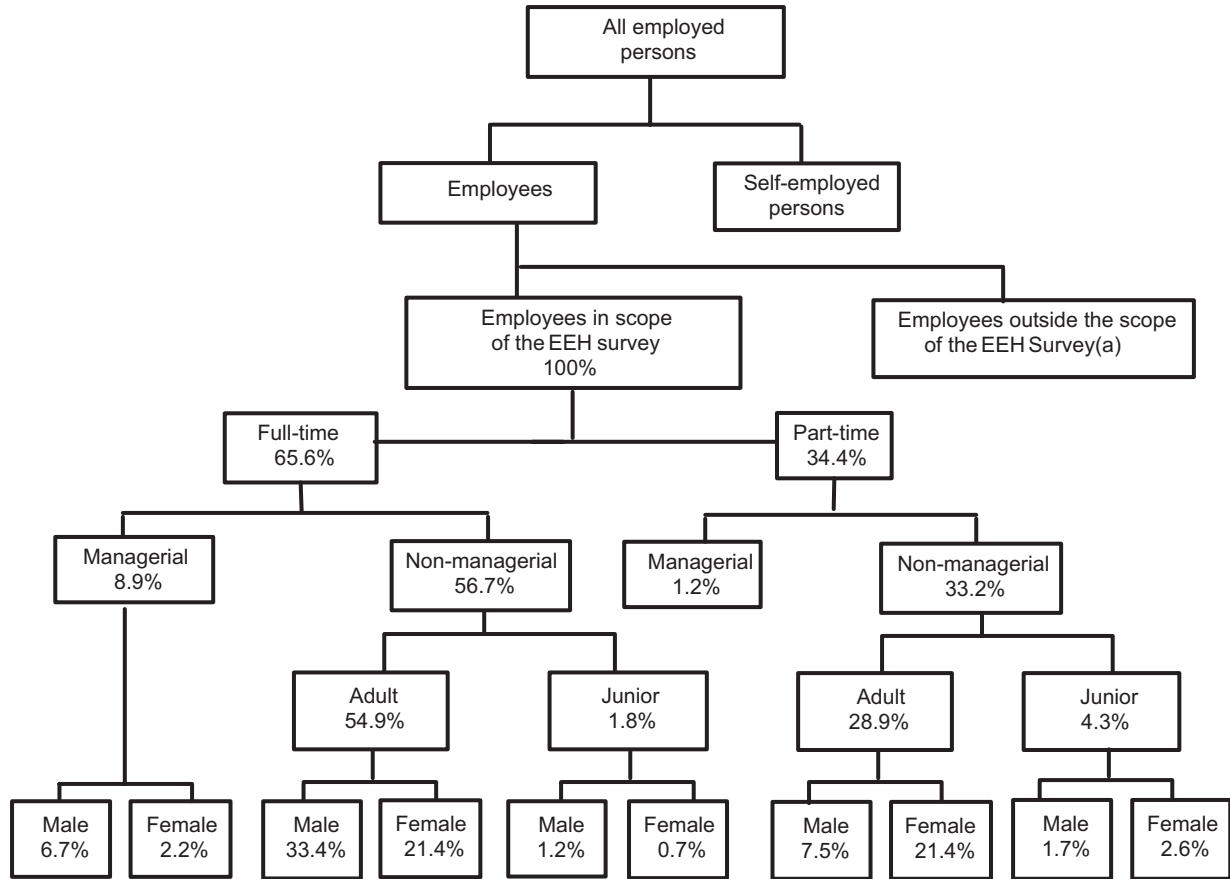 All employed
persons
Employees
Self-employed
persons
Employees in scope
of the EEH survey
100%
Employees outside the scope
of the EEH Survey(a)
Full-time
65.6%
Part-time
34.4%
Managerial
8.9%
Non-managerial
56.7%
Managerial
1.2%
Non-managerial
33.2%
Adult
54.9%
Junior
1.8%
Adult
28.9%
Junior
4.3%
Male
6.7%
Female
2.2%
Male
33.4%
Female
21.4%
Male
1.2%
Female
0.7%
Male
7.5%
Female
21.4%
Male
1.7%
Female
2.6%